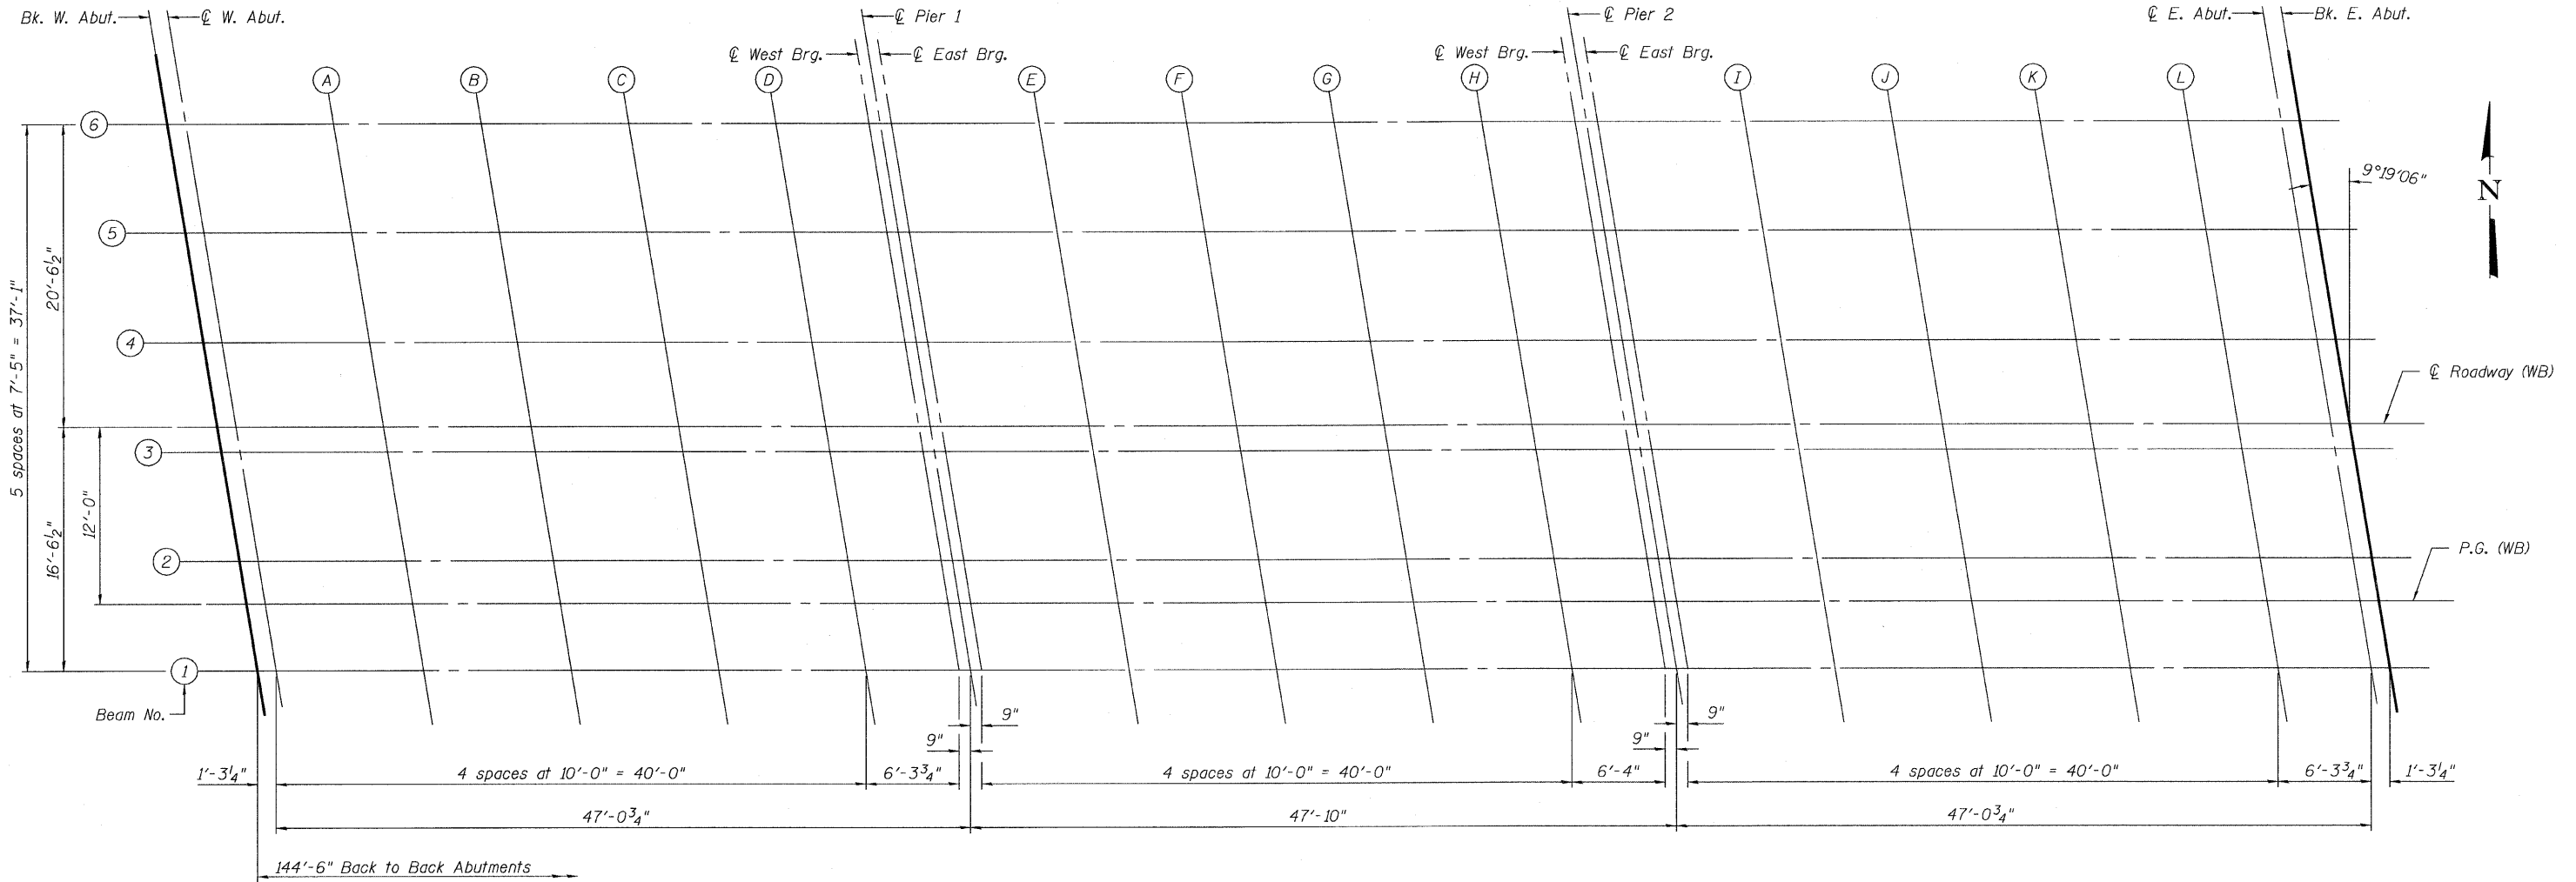 Bk. W. Abut.
℄ W. Abut.
℄ Pier 1
℄ Pier 2
℄ E. Abut.
Bk. E. Abut.
℄ West Brg.
℄ East Brg.
℄ West Brg.
℄ East Brg.
A
B
C
D
E
F
G
H
I
J
K
L
6
5
4
3
2
1
9°19'06"
N
5 spaces at 7'-5" = 37'-1"
20'-6½"
16'-6½"
12'-0"
℄ Roadway (WB)
P.G. (WB)
Beam No.
9"
9"
9"
9"
1'-3¼"
4 spaces at 10'-0" = 40'-0"
6'-3¾"
4 spaces at 10'-0" = 40'-0"
6'-4"
4 spaces at 10'-0" = 40'-0"
6'-3¾"
1'-3¼"
47'-0¾"
47'-10"
47'-0¾"
144'-6" Back to Back Abutments